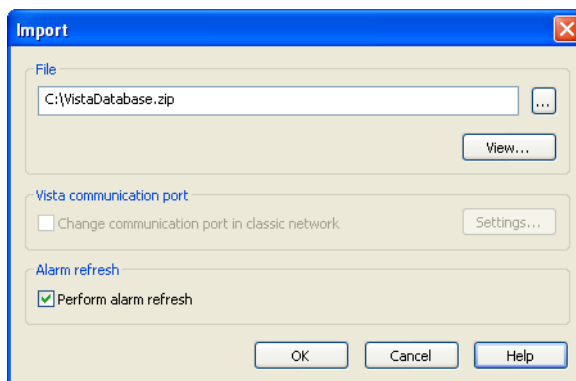 Import
File
C:\VistaDatabase.zip
...
View...
Vista communication port
Change communication port in classic network
Settings...
Alarm refresh
Perform alarm refresh
OK Cancel Help